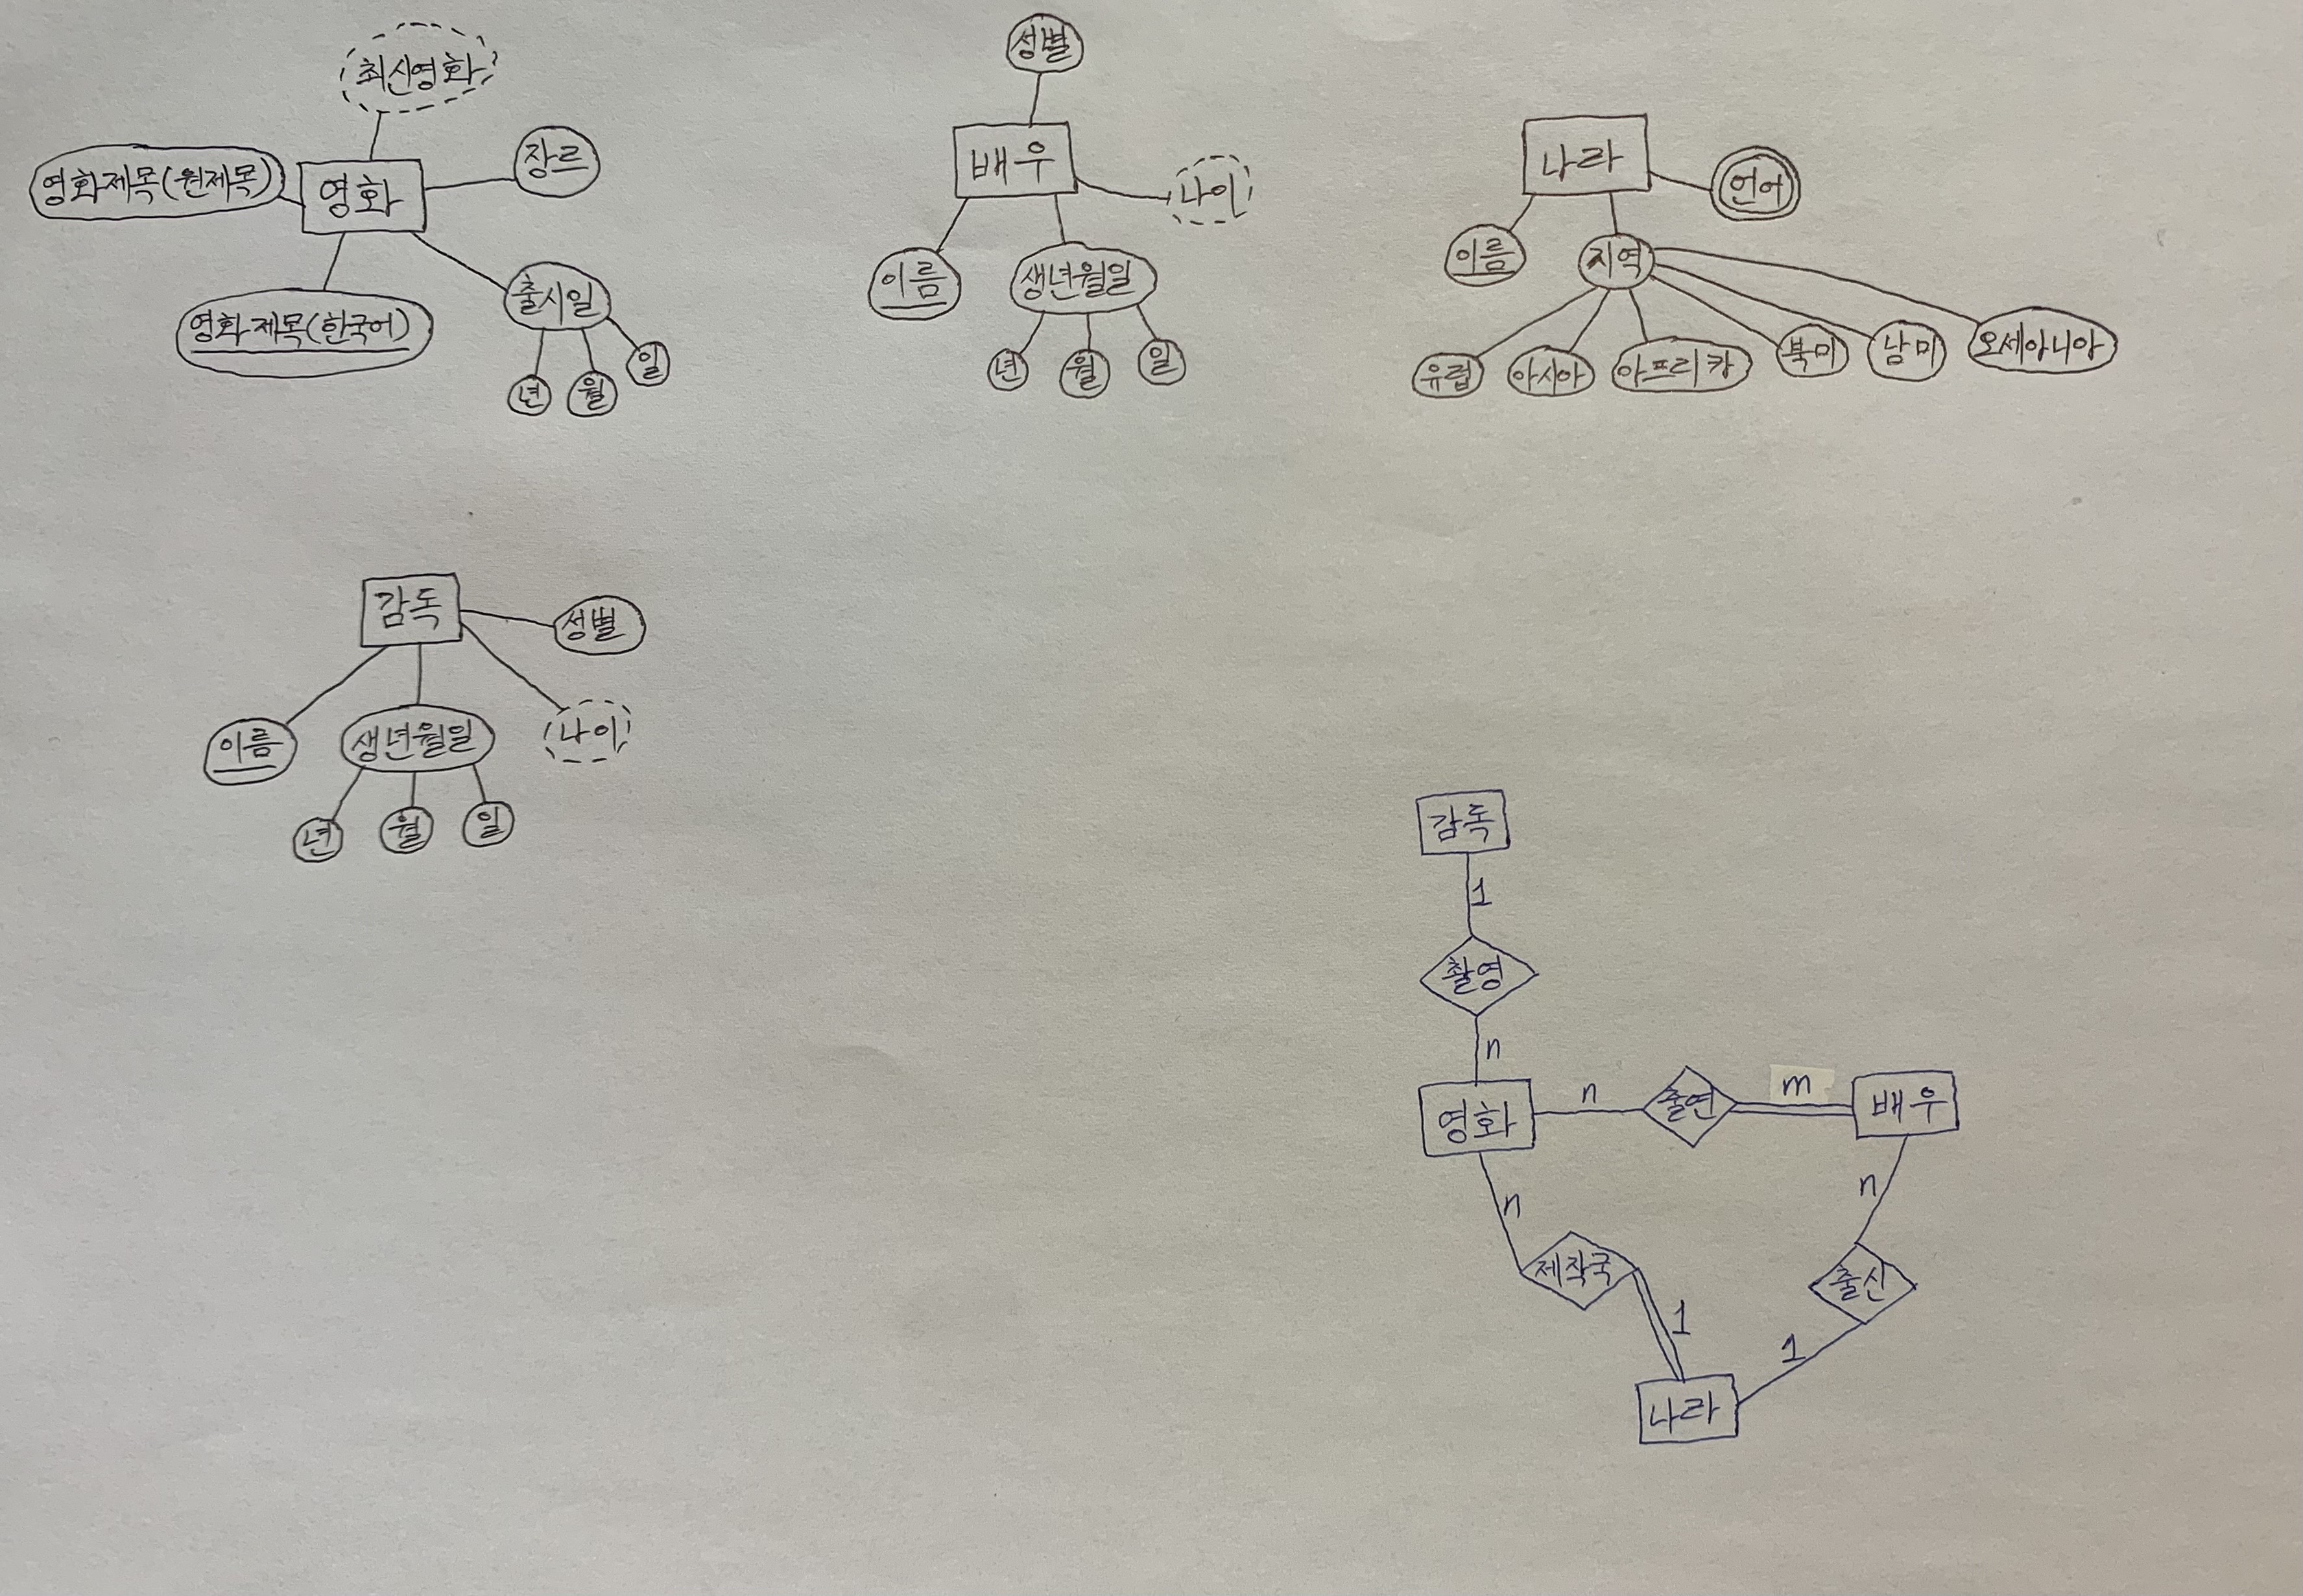 최신영화
영화제목(원제목)
영화
장르
영화제목(한국어)
출시일
년
월
일
성별
배우
나이
이름
생년월일
년
월
일
나라
언어
이름
지역
유럽
아시아
아프리카
북미
남미
오세아니아
감독
성별
이름
생년월일
나이
년
월
일
감독
1
촬영
n
영화
n
출연
m
배우
n
제작국
1
n
출신
1
나라